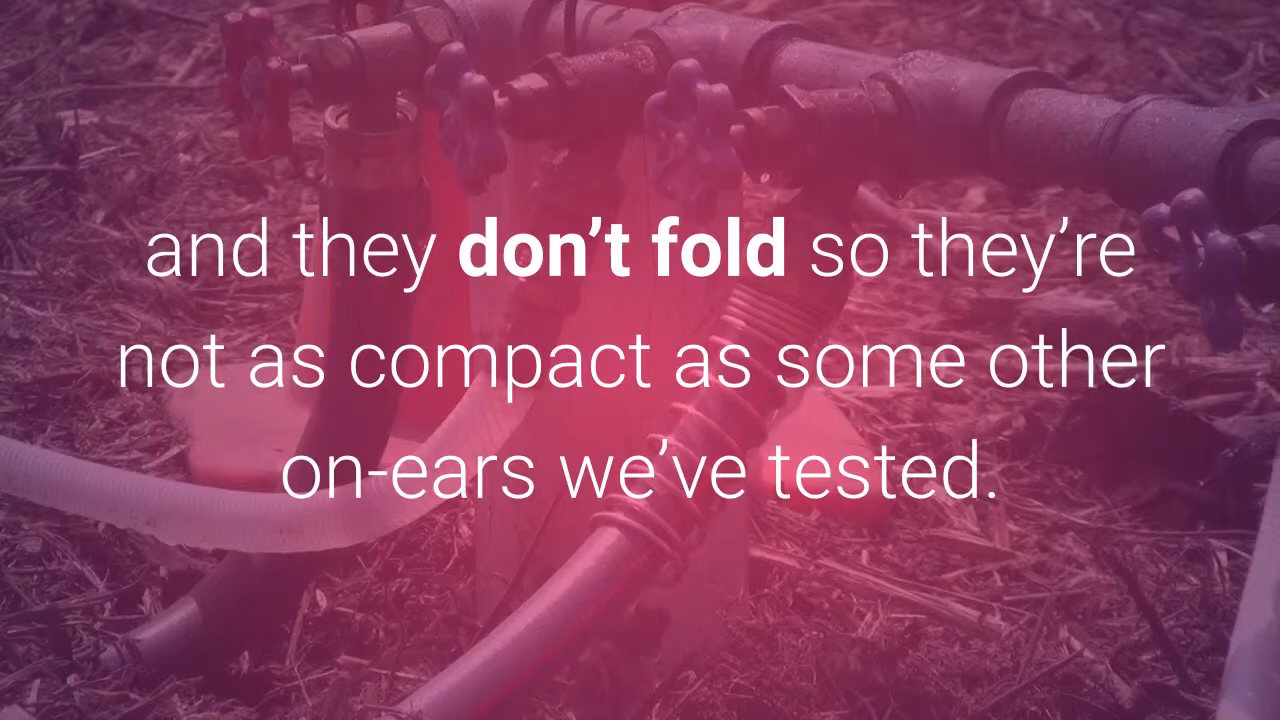 and they don’t fold so they’re
not as compact as some other
on-ears we’ve tested.